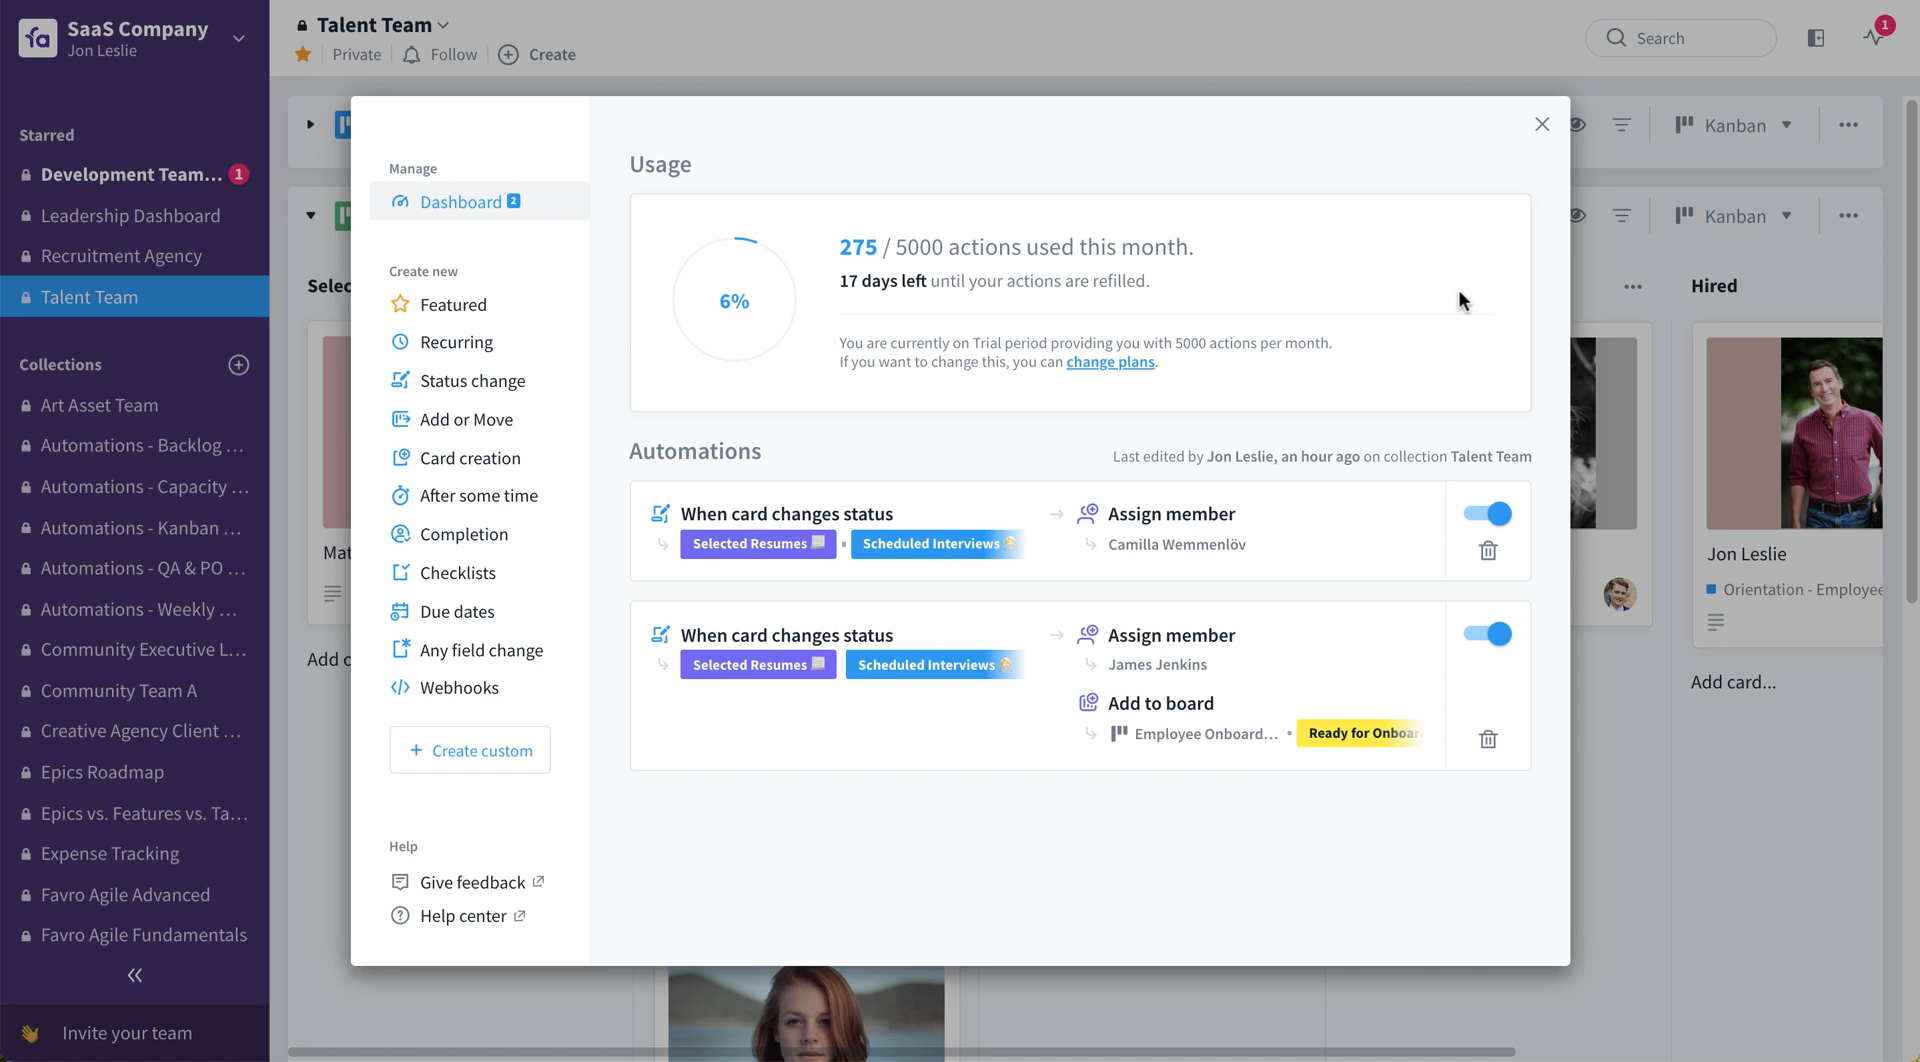 SaaS Company
Jon Leslie
Starred
Development Team... 1
Leadership Dashboard
Recruitment Agency
Talent Team
Collections
Art Asset Team
Automations - Backlog ...
Automations - Capacity ...
Automations - Kanban ...
Automations - QA & PO ...
Automations - Weekly ...
Community Executive L...
Community Team A
Creative Agency Client ...
Epics Roadmap
Epics vs. Features vs. Ta...
Expense Tracking
Favro Agile Advanced
Favro Agile Fundamentals
Invite your team
Talent Team
Private
Follow
Create
Search
1
Kanban
Kanban
Selec
Mat
Add c
Hired
Jon Leslie
Orientation - Employee
Add card...
Manage
Dashboard 2
Create new
Featured
Recurring
Status change
Add or Move
Card creation
After some time
Completion
Checklists
Due dates
Any field change
Webhooks
+ Create custom
Help
Give feedback
Help center
Usage
6%
275 / 5000 actions used this month.
17 days left until your actions are refilled.
You are currently on Trial period providing you with 5000 actions per month.
If you want to change this, you can change plans.
Automations
Last edited by Jon Leslie, an hour ago on collection Talent Team
When card changes status
Selected Resumes
Scheduled Interviews
Assign member
Camilla Wemmenlöv
When card changes status
Selected Resumes
Scheduled Interviews
Assign member
James Jenkins
Add to board
Employee Onboard...
Ready for Onboar